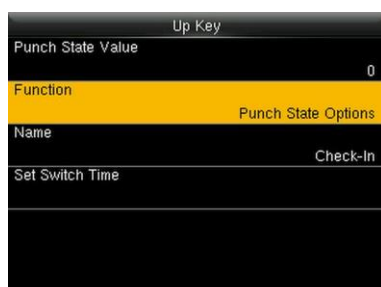 Up Key
Punch State Value
0
Function
Punch State Options
Name
Check-In
Set Switch Time